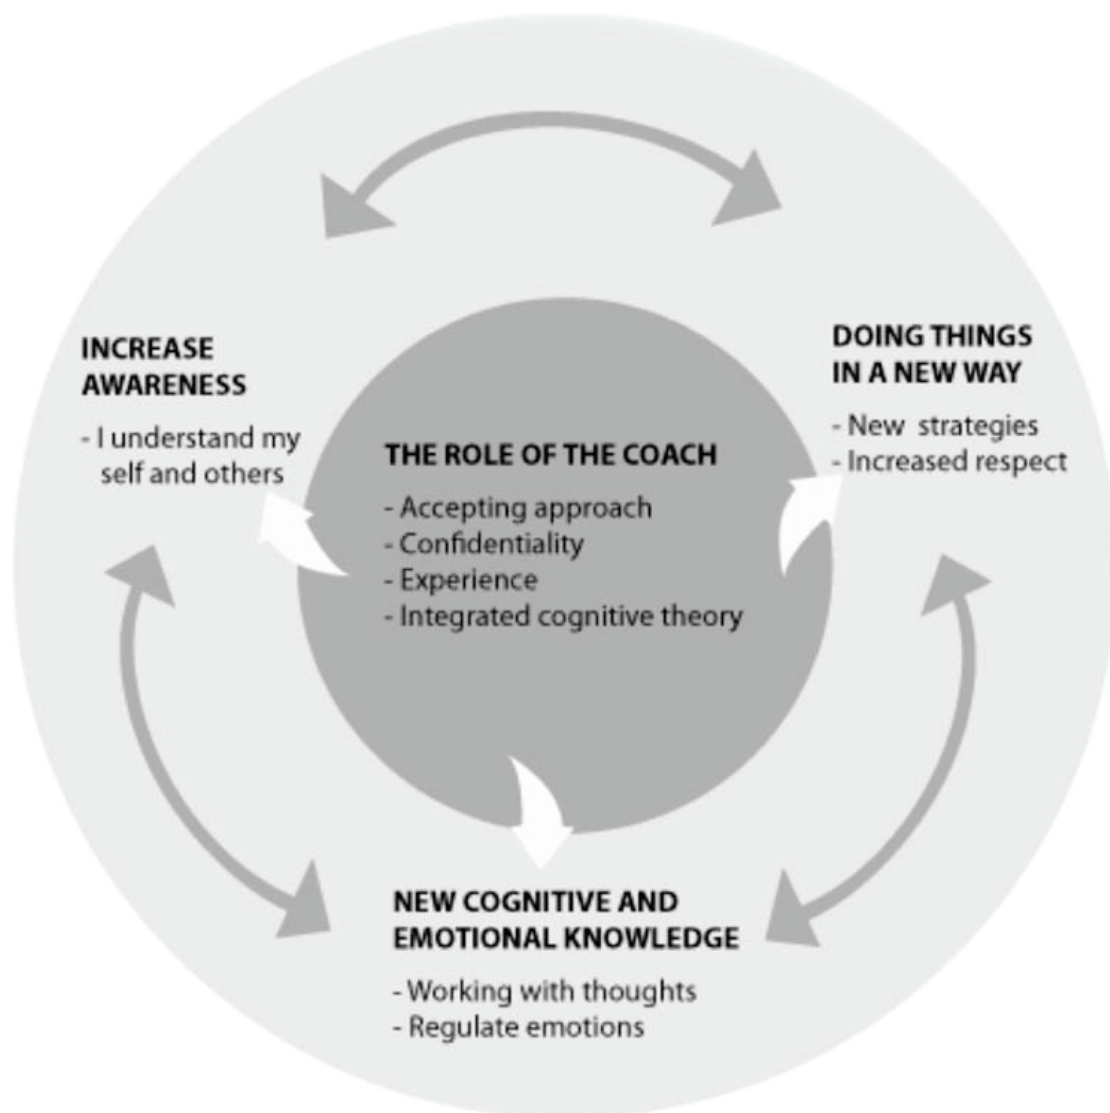 INCREASE
AWARENESS
- I understand my
self and others
THE ROLE OF THE COACH
- Accepting approach
- Confidentiality
- Experience
- Integrated cognitive theory
DOING THINGS
IN A NEW WAY
- New strategies
- Increased respect
NEW COGNITIVE AND
EMOTIONAL KNOWLEDGE
- Working with thoughts
- Regulate emotions